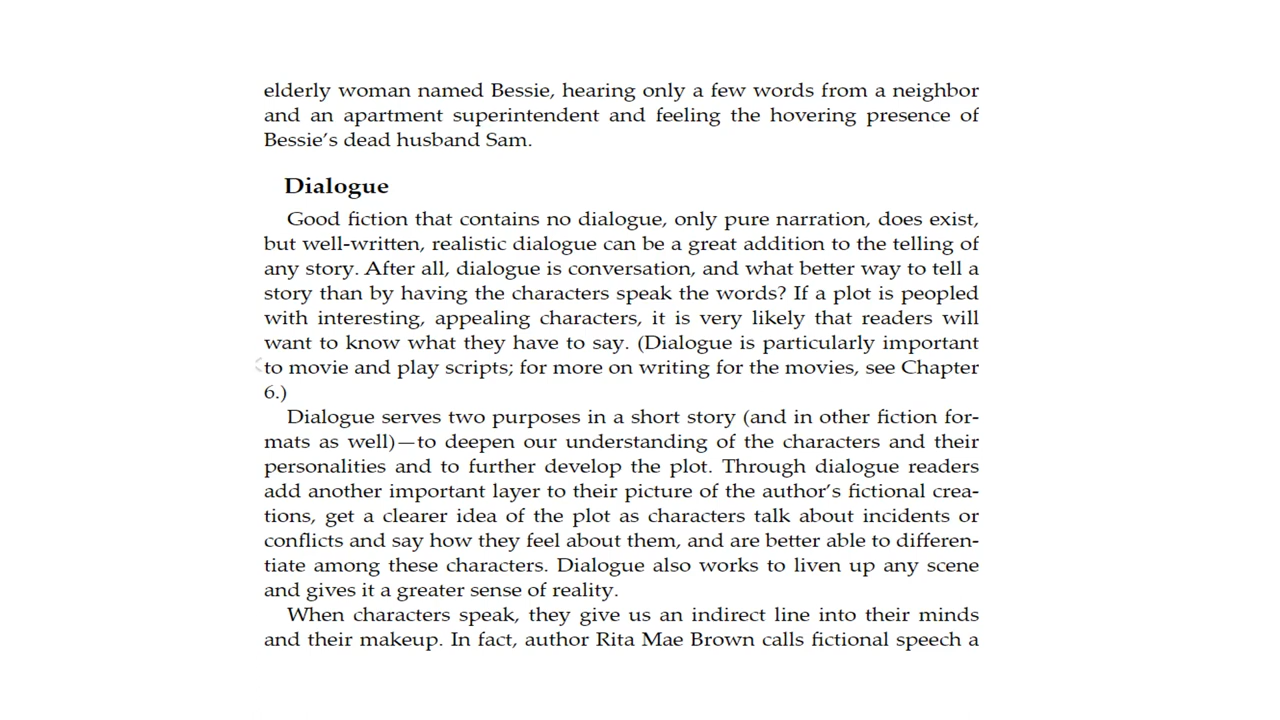 elderly woman named Bessie, hearing only a few words from a neighbor
and an apartment superintendent and feeling the hovering presence of
Bessie's dead husband Sam.
Dialogue
Good fiction that contains no dialogue, only pure narration, does exist,
but well-written, realistic dialogue can be a great addition to the telling of
any story. After all, dialogue is conversation, and what better way to tell a
story than by having the characters speak the words? If a plot is peopled
with interesting, appealing characters, it is very likely that readers will
want to know what they have to say. (Dialogue is particularly important
to movie and play scripts; for more on writing for the movies, see Chapter
6.)
Dialogue serves two purposes in a short story (and in other fiction for-
mats as well)—to deepen our understanding of the characters and their
personalities and to further develop the plot. Through dialogue readers
add another important layer to their picture of the author's fictional crea-
tions, get a clearer idea of the plot as characters talk about incidents or
conflicts and say how they feel about them, and are better able to differen-
tiate among these characters. Dialogue also works to liven up any scene
and gives it a greater sense of reality.
When characters speak, they give us an indirect line into their minds
and their makeup. In fact, author Rita Mae Brown calls fictional speech a